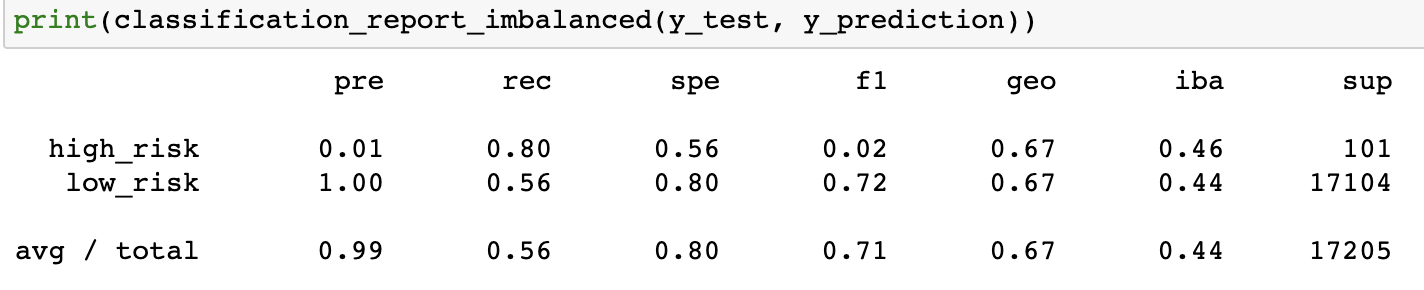 print(classification_report_imbalanced(y_test, y_prediction))
pre rec spe f1 geo iba sup
high_risk 0.01 0.80 0.56 0.02 0.67 0.46 101
low_risk 1.00 0.56 0.80 0.72 0.67 0.44 17104
avg / total 0.99 0.56 0.80 0.71 0.67 0.44 17205